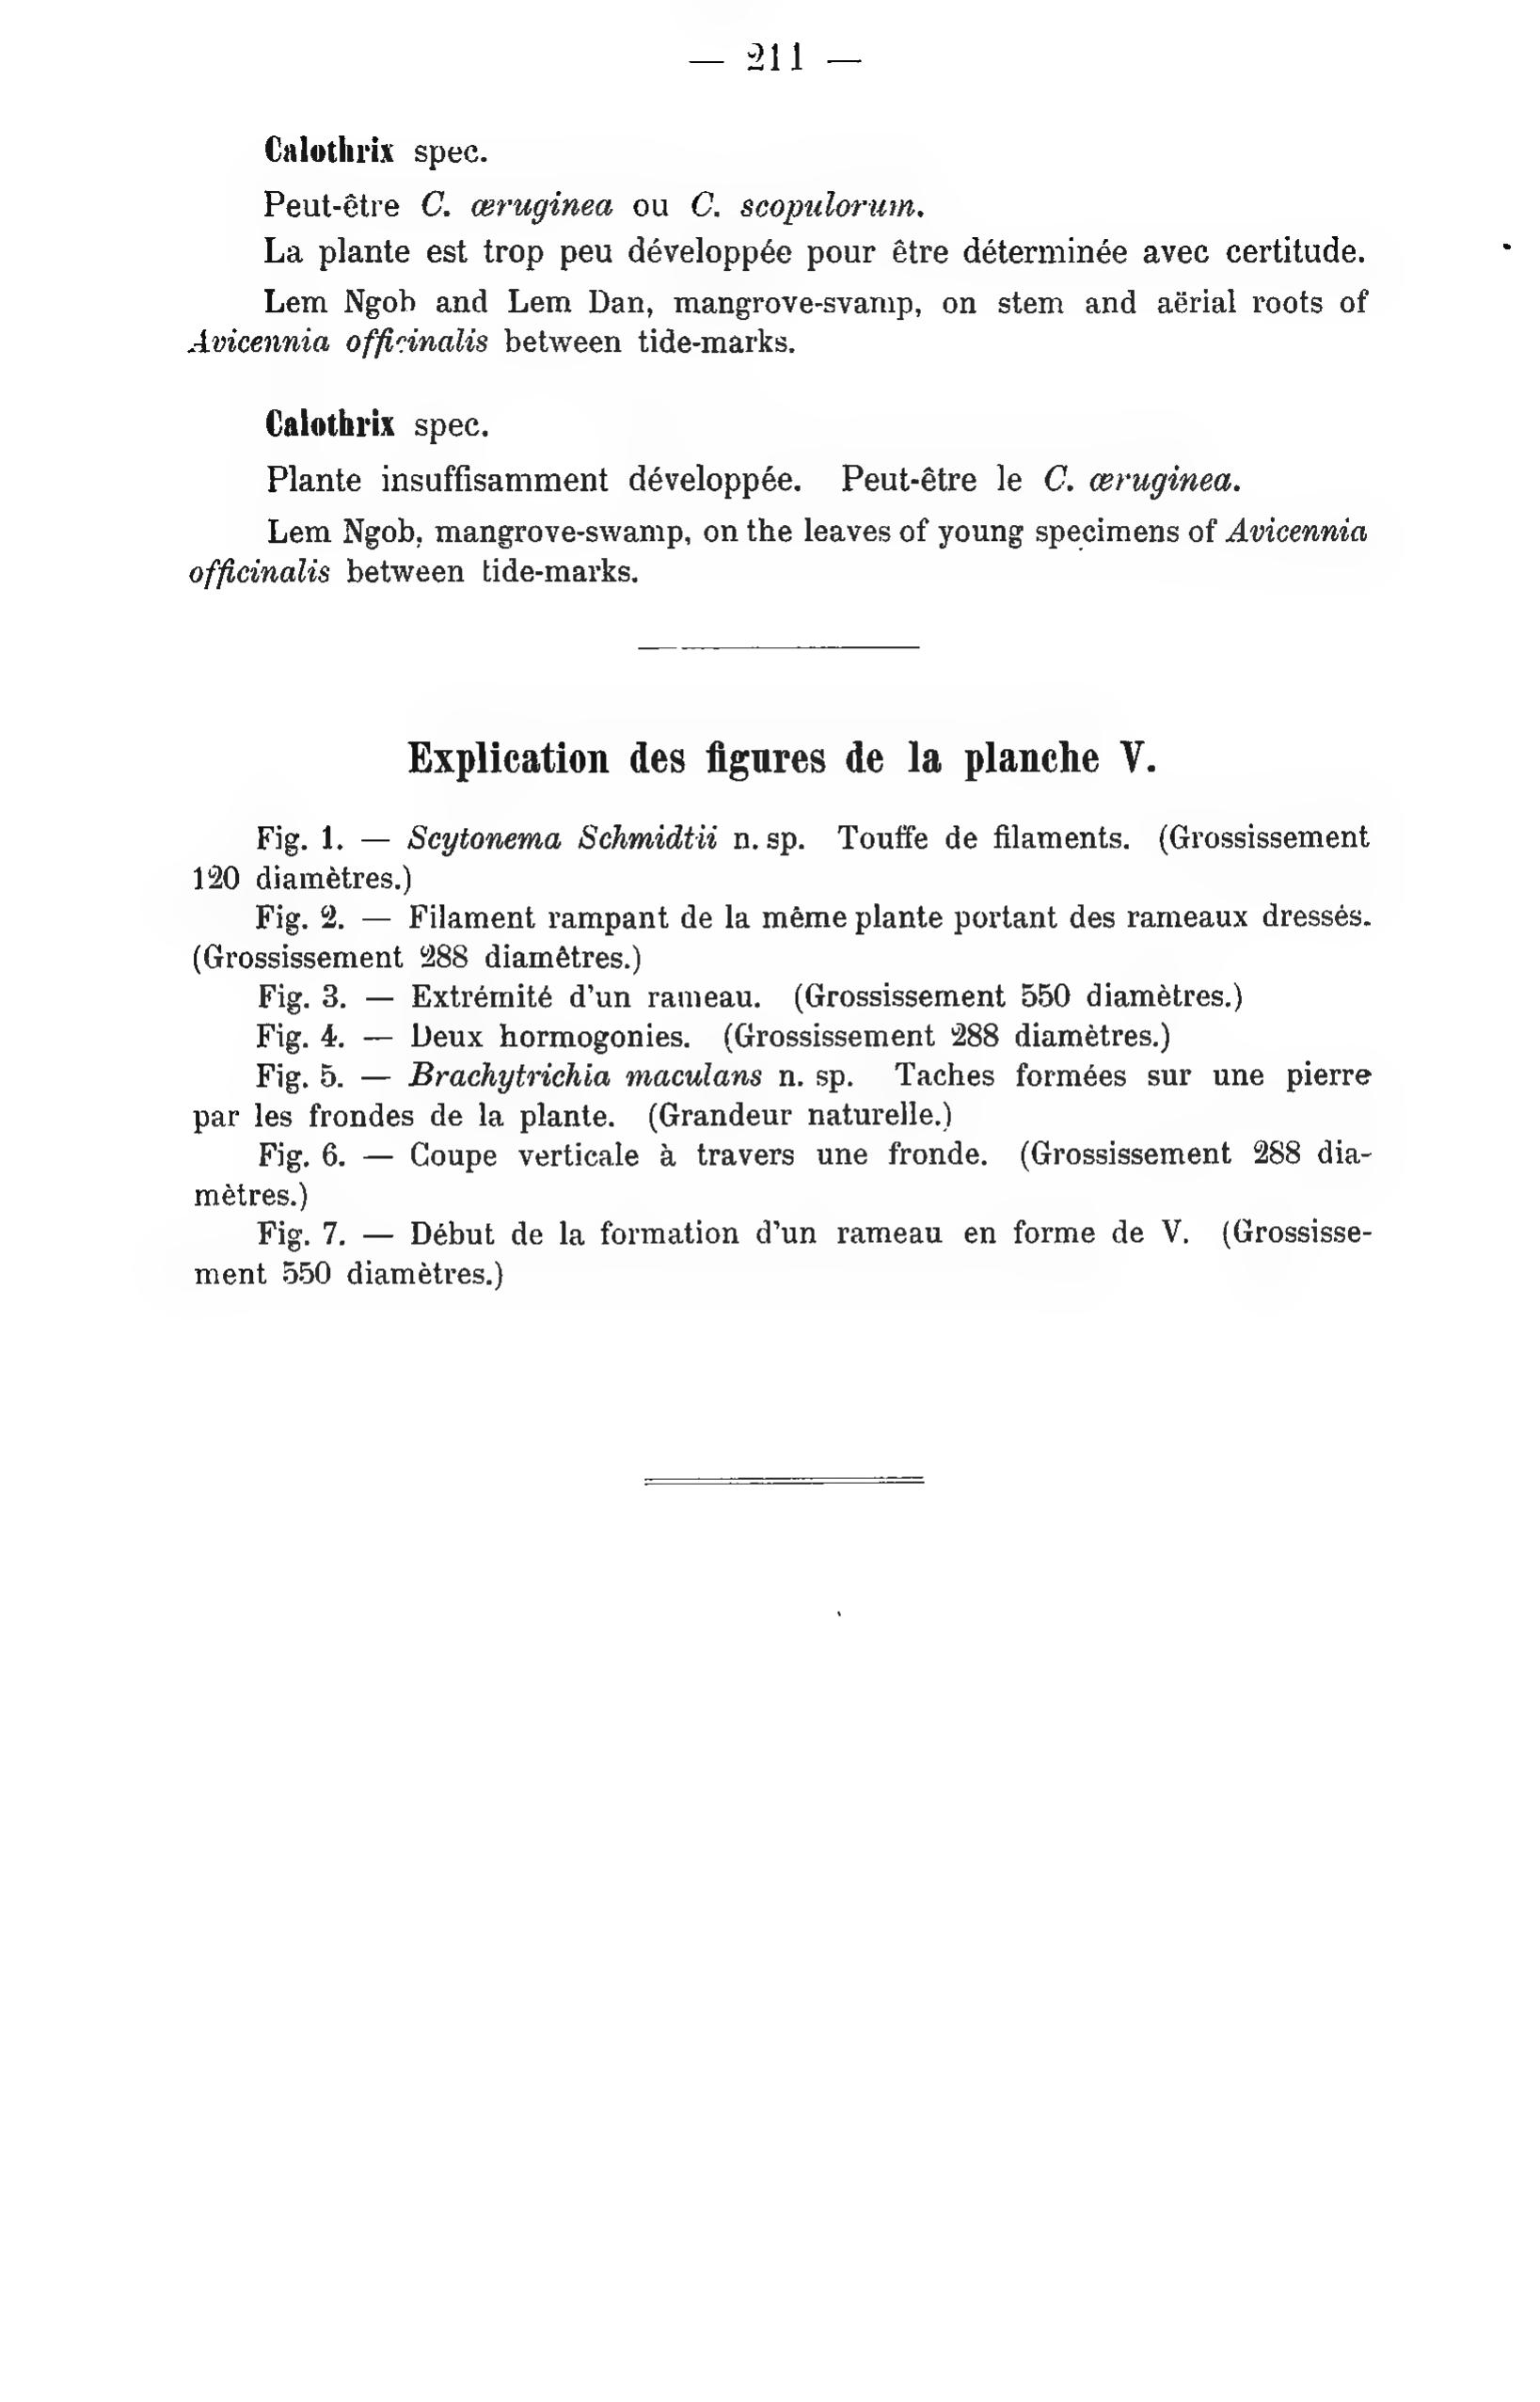 — 211 —
Calothrix spec.
Peut-être C. æruginea ou C. scopulorum.
La plante est trop peu développée pour être déterminée avec certitude.
Lem Ngob and Lem Dan, mangrove-svamp, on stem and aërial roots of
Avicennia officinalis between tide-marks.
Calothrix spec.
Plante insuffisamment développée. Peut-être le C. æruginea.
Lem Ngob, mangrove-swamp, on the leaves of young specimens of Avicennia
officinalis between tide-marks.
Explication des figures de la planche V.
Fig. 1. — Scytonema Schmidtii n. sp. Touffe de filaments. (Grossissement
120 diamètres.)
Fig. 2. — Filament rampant de la même plante portant des rameaux dressés.
(Grossissement 288 diamètres.)
Fig. 3. — Extrémité d'un rameau. (Grossissement 550 diamètres.)
Fig. 4. — Deux hormogonies. (Grossissement 288 diamètres.)
Fig. 5. — Brachytrichia maculans n. sp. Taches formées sur une pierre
par les frondes de la plante. (Grandeur naturelle.)
Fig. 6. — Coupe verticale à travers une fronde. (Grossissement 288 dia-
mètres.)
Fig. 7. — Début de la formation d'un rameau en forme de V. (Grossisse-
ment 550 diamètres.)